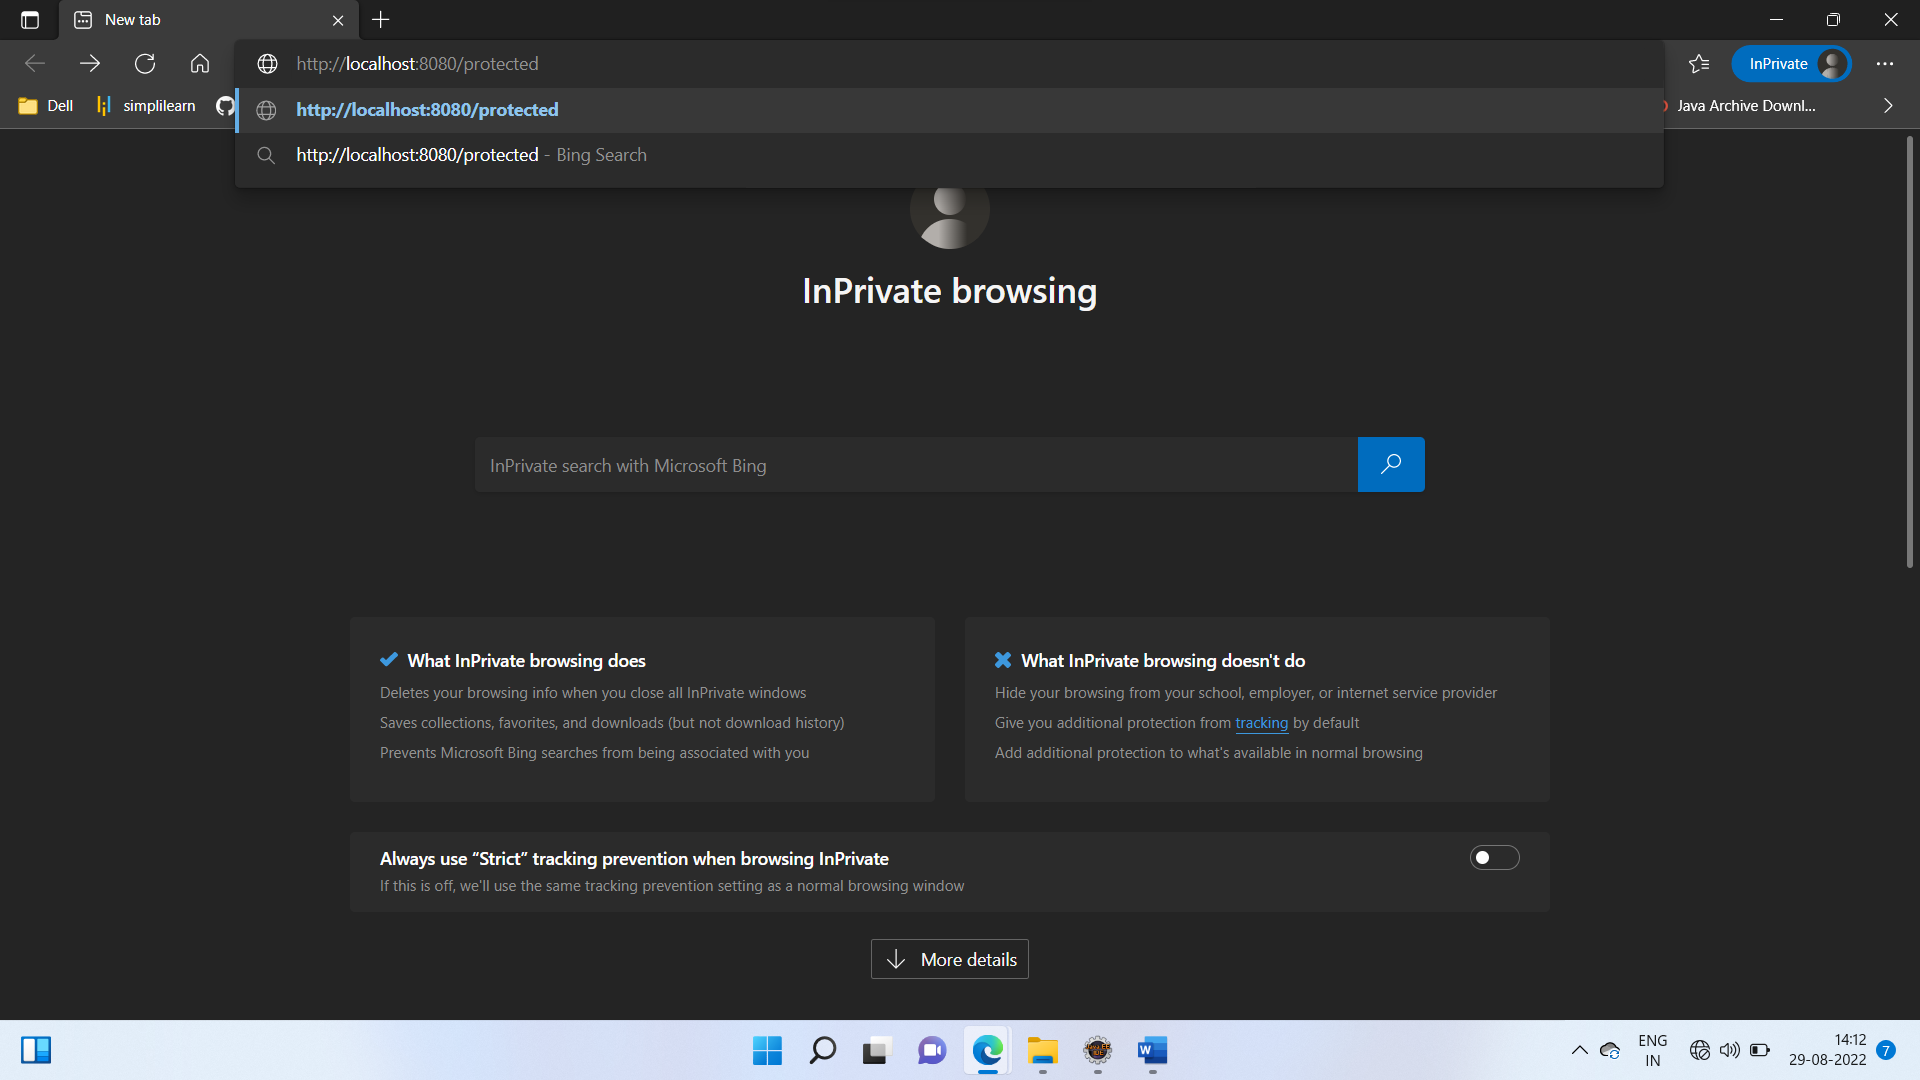 New tab
http://localhost:8080/protected
InPrivate
Dell
simplilearn
http://localhost:8080/protected
Java Archive Downl...
http://localhost:8080/protected - Bing Search
InPrivate browsing
InPrivate search with Microsoft Bing
What InPrivate browsing does
Deletes your browsing info when you close all InPrivate windows
Saves collections, favorites, and downloads (but not download history)
Prevents Microsoft Bing searches from being associated with you
What InPrivate browsing doesn't do
Hide your browsing from your school, employer, or internet service provider
Give you additional protection from tracking by default
Add additional protection to what's available in normal browsing
Always use “Strict” tracking prevention when browsing InPrivate
If this is off, we'll use the same tracking prevention setting as a normal browsing window
More details
W
ENG
IN
14:12
29-08-2022
7